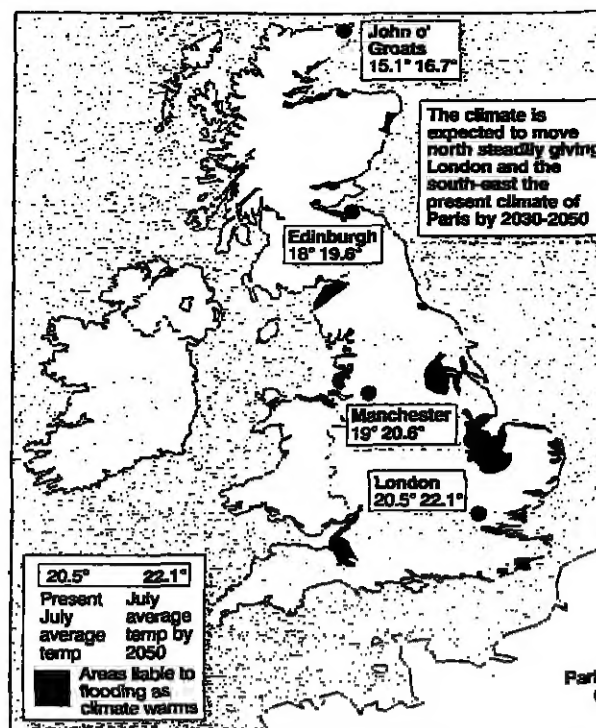 John o'
Groats
15.1° 16.7°
The climate is
expected to move
north steadily giving
London and the
south-east the
present climate of
Paris by 2030-2050
Edinburgh
18° 19.6°
Manchester
19° 20.6°
London
20.5° 22.1°
20.5° 22.1°
Present July
July average
average temp by
temp 2050
Areas liable to
flooding as
climate warms